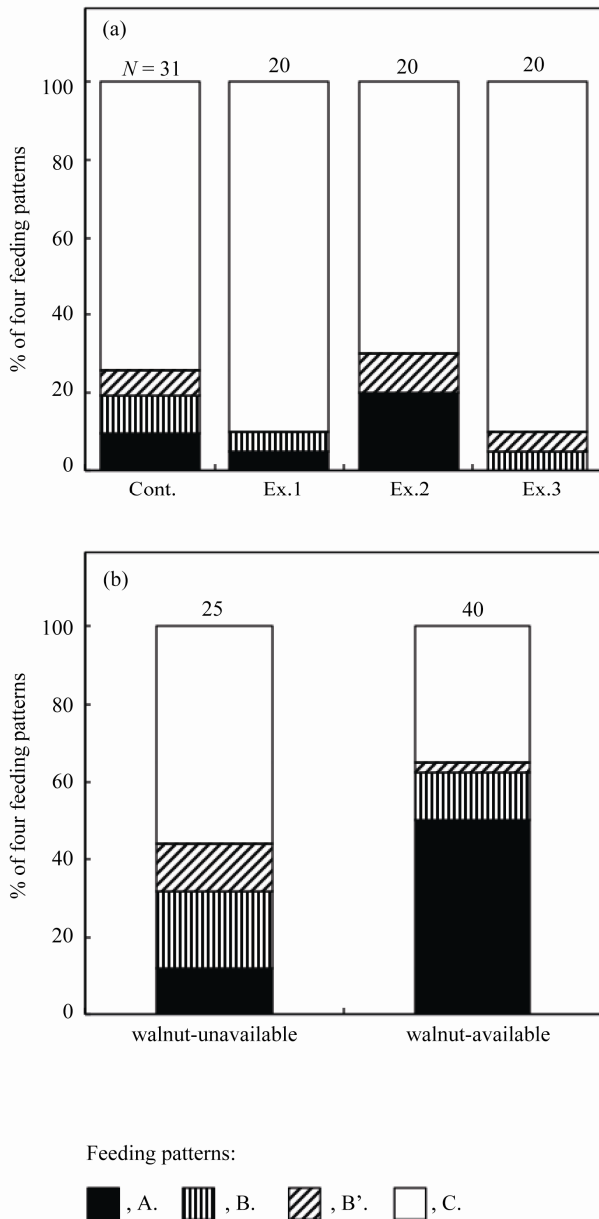 (a)
N = 31 20 20 20
100
80
60
40
20
0
% of four feeding patterns
Cont. Ex.1 Ex.2 Ex.3
(b)
25 40
100
80
60
40
20
0
% of four feeding patterns
walnut-unavailable walnut-available
Feeding patterns:
, A. , B. , B’. , C.